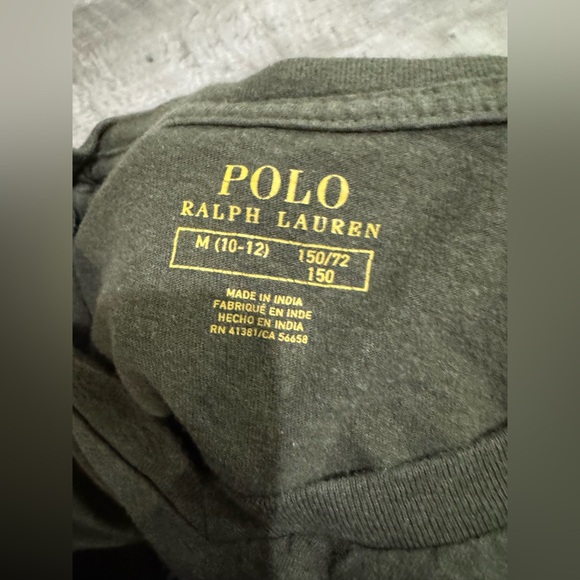 POLO
RALPH LAUREN
M (10-12) 150/72
150
MADE IN INDIA
FABRIQUÉ EN INDE
HECHO EN INDIA
RN 41381/CA 56658